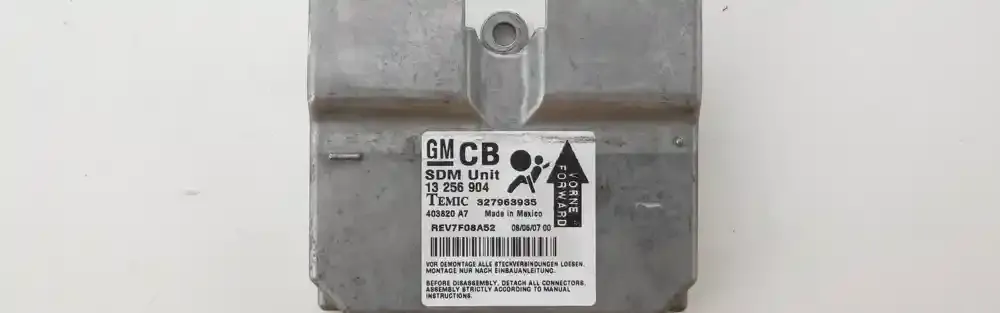 GM CB
SDM Unit
13 256 904
TEMIC 327963935
403820 A7 Made in Mexico
REV7F08A52 08/06/07 00
VORNE
FORWARD
VOR DEMONTAGE ALLE STECKVERBINDUNGEN LOESEN.
MONTAGE NUR NACH EINBAUANLEITUNG.
BEFORE DISASSEMBLY, DETACH ALL CONNECTORS.
ASSEMBLY STRICTLY ACCORDING TO MANUAL
INSTRUCTIONS.